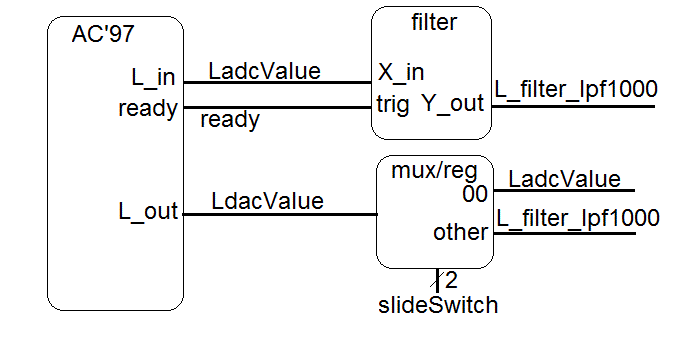 AC'97
filter
L_in
LadcValue
X_in
ready
ready
trig
Y_out
L_filter_lpf1000
mux/reg
00
LadcValue
L_out
LdacValue
other
L_filter_lpf1000
2
slideSwitch